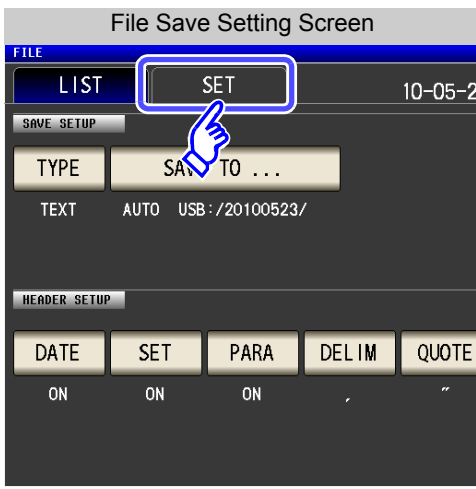 File Save Setting Screen
FILE
LIST SET 10-05-2
SAVE SETUP
TYPE SAV TO ...
TEXT AUTO USB:/20100523/
HEADER SETUP
DATE SET PARA DELIM QUOTE
ON ON ON , "